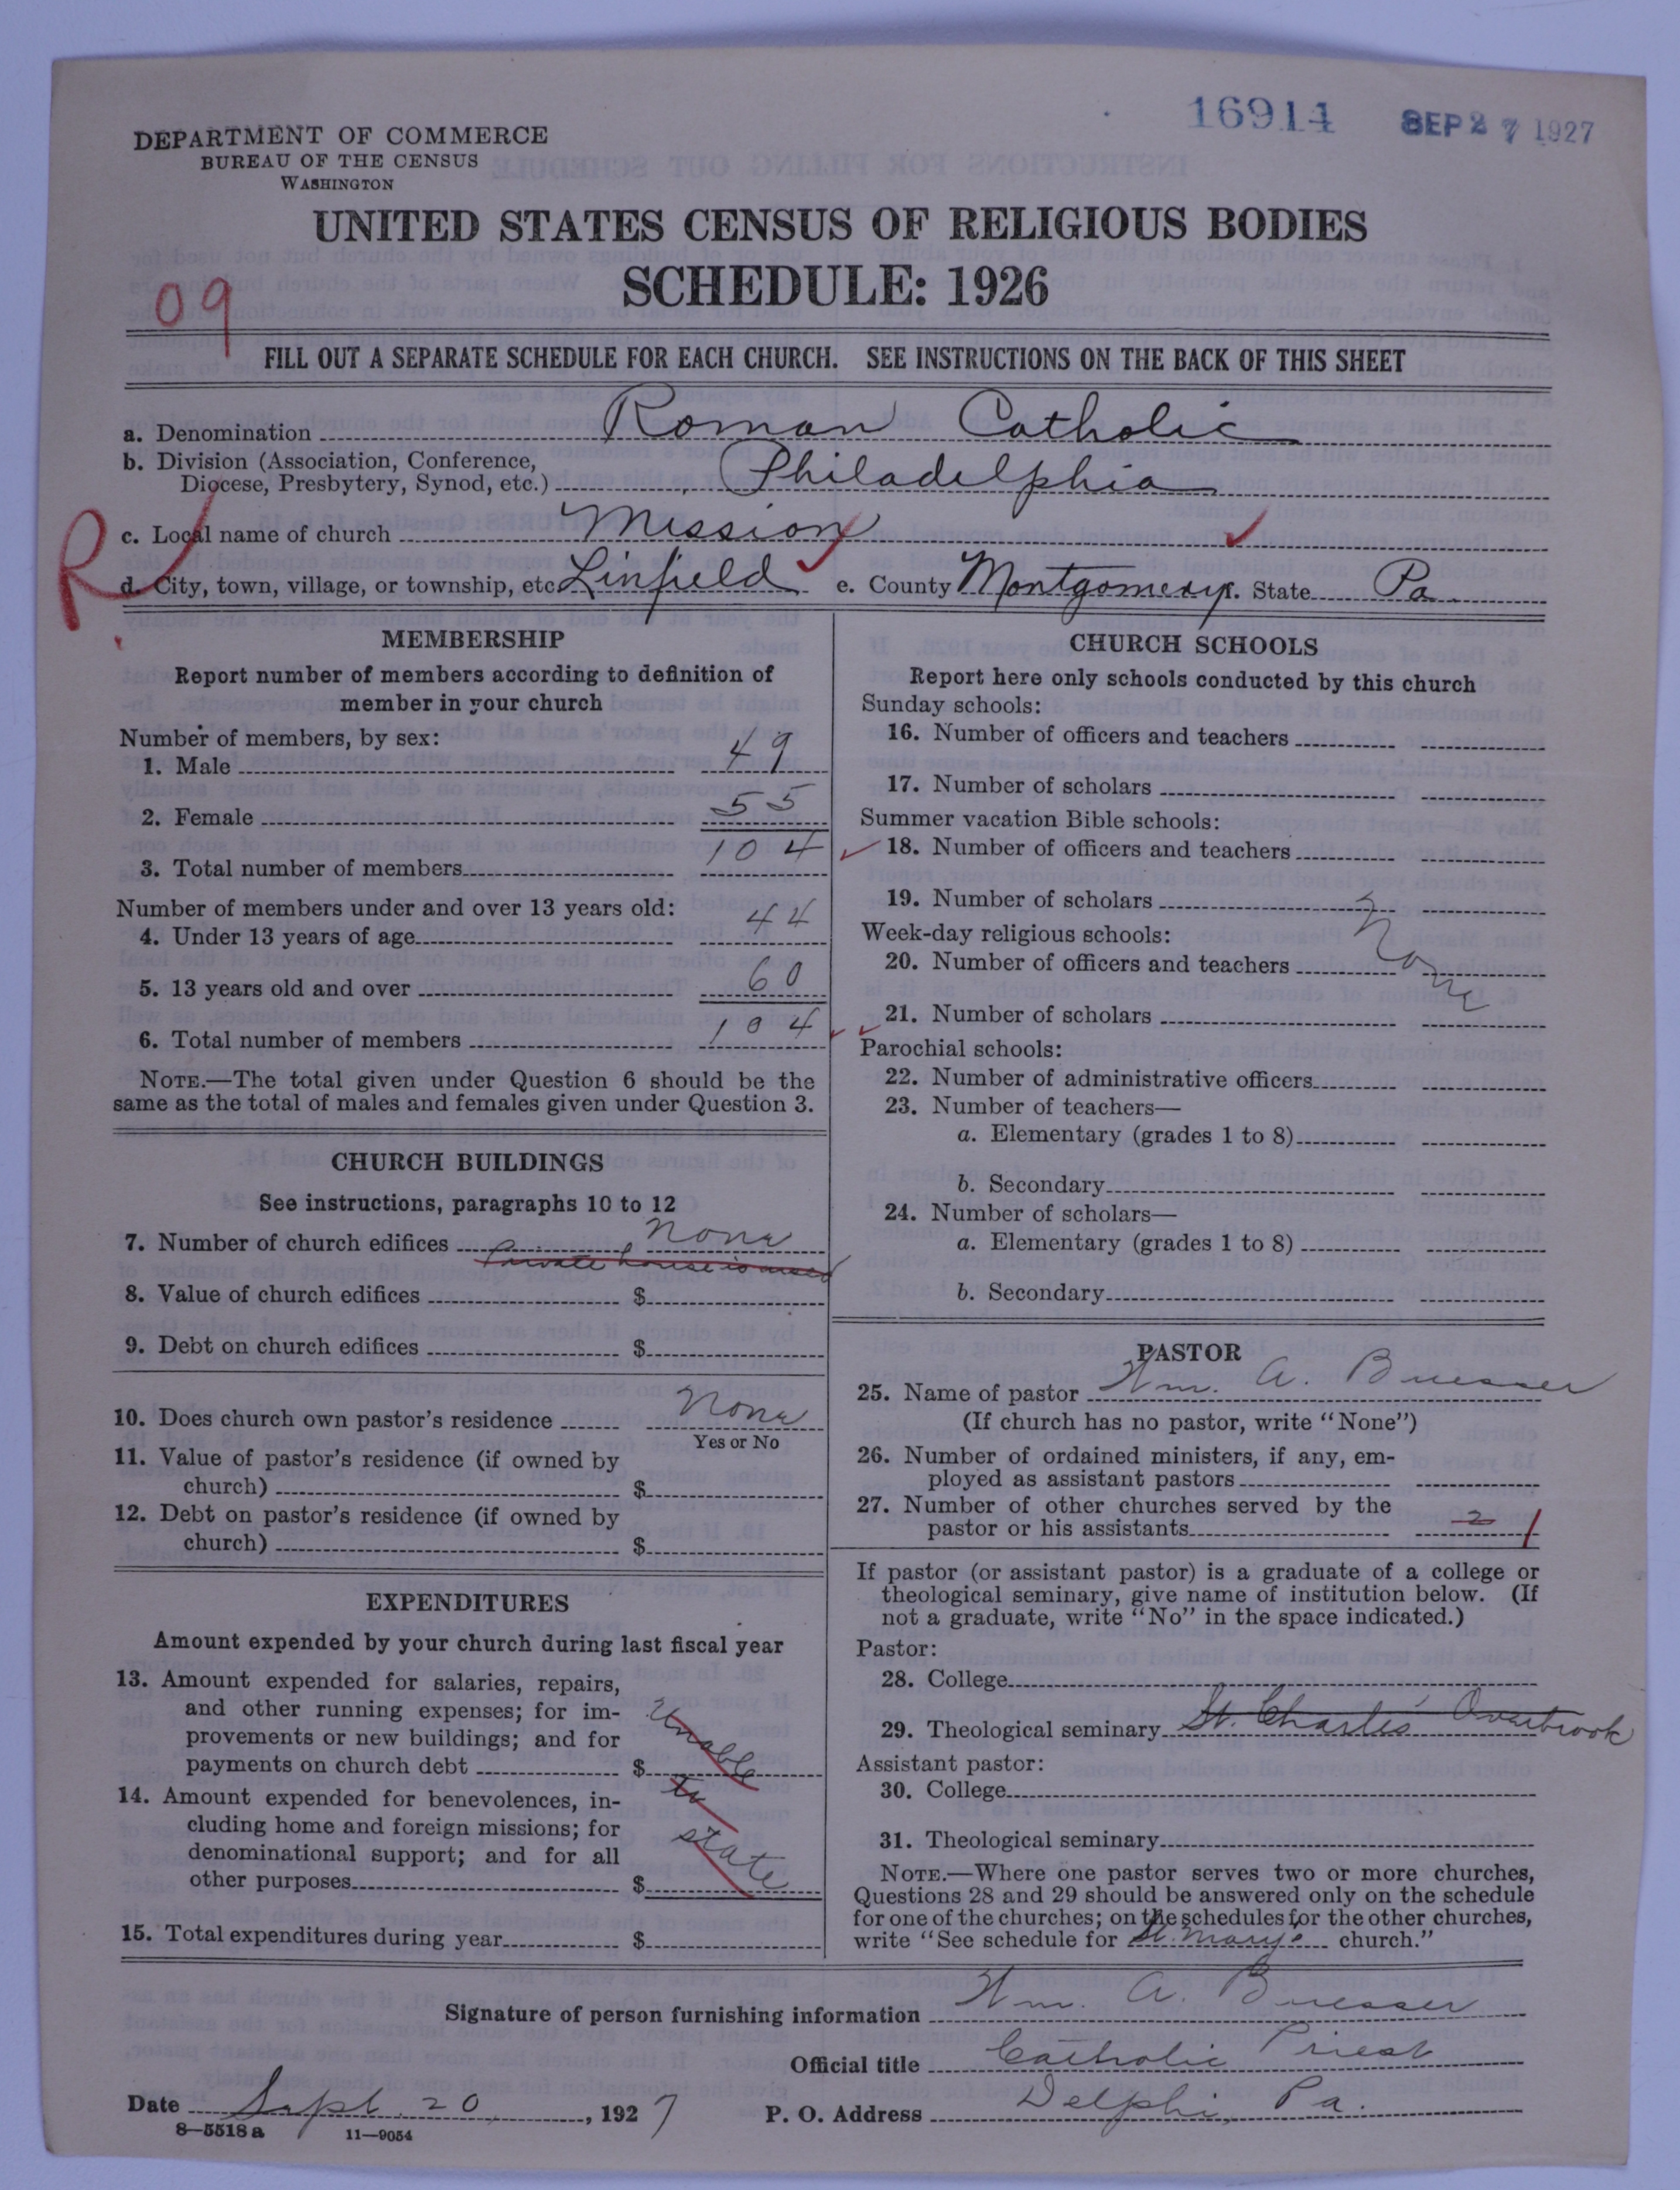 16914 SEP 27 1927
DEPARTMENT OF COMMERCE
BUREAU OF THE CENSUS
WASHINGTON
UNITED STATES CENSUS OF RELIGIOUS BODIES
SCHEDULE: 1926
09
FILL OUT A SEPARATE SCHEDULE FOR EACH CHURCH. SEE INSTRUCTIONS ON THE BACK OF THIS SHEET
a. Denomination Roman Catholic
b. Division (Association, Conference,
Diocese, Presbytery, Synod, etc.) Philadelphia
R
c. Local name of church Mission
d. City, town, village, or township, etc. Linfield e. County Montgomery f. State Pa.
MEMBERSHIP
Report number of members according to definition of
member in your church
Number of members, by sex:
1. Male 49
2. Female 55
3. Total number of members 104
Number of members under and over 13 years old:
4. Under 13 years of age 44
5. 13 years old and over 60
6. Total number of members 104
NOTE.—The total given under Question 6 should be the
same as the total of males and females given under Question 3.
CHURCH BUILDINGS
See instructions, paragraphs 10 to 12
7. Number of church edifices None
Private house is used
8. Value of church edifices $
9. Debt on church edifices $
10. Does church own pastor's residence None
Yes or No
11. Value of pastor's residence (if owned by
church) $
12. Debt on pastor's residence (if owned by
church) $
EXPENDITURES
Amount expended by your church during last fiscal year
13. Amount expended for salaries, repairs,
and other running expenses; for im-
provements or new buildings; and for
payments on church debt $ Unable
14. Amount expended for benevolences, in- to
cluding home and foreign missions; for
denominational support; and for all state
other purposes $
15. Total expenditures during year $
CHURCH SCHOOLS
Report here only schools conducted by this church
Sunday schools:
16. Number of officers and teachers
17. Number of scholars
Summer vacation Bible schools:
18. Number of officers and teachers
19. Number of scholars
Week-day religious schools: None
20. Number of officers and teachers
21. Number of scholars
Parochial schools:
22. Number of administrative officers
23. Number of teachers—
a. Elementary (grades 1 to 8)
b. Secondary
24. Number of scholars—
a. Elementary (grades 1 to 8)
b. Secondary
PASTOR
25. Name of pastor Wm. A. Buesser
(If church has no pastor, write "None")
26. Number of ordained ministers, if any, em-
ployed as assistant pastors
27. Number of other churches served by the
pastor or his assistants 2 1
If pastor (or assistant pastor) is a graduate of a college or
theological seminary, give name of institution below. (If
not a graduate, write "No" in the space indicated.)
Pastor:
28. College
29. Theological seminary St. Charles' Overbrook
Assistant pastor:
30. College
31. Theological seminary
NOTE.—Where one pastor serves two or more churches,
Questions 28 and 29 should be answered only on the schedule
for one of the churches; on the schedules for the other churches,
write "See schedule for St. Mary's church."
Signature of person furnishing information Wm. A. Buesser
Official title Catholic Priest
Date Sept. 20, 1927 P. O. Address Delphi, Pa.
8—5518 a 11—9054